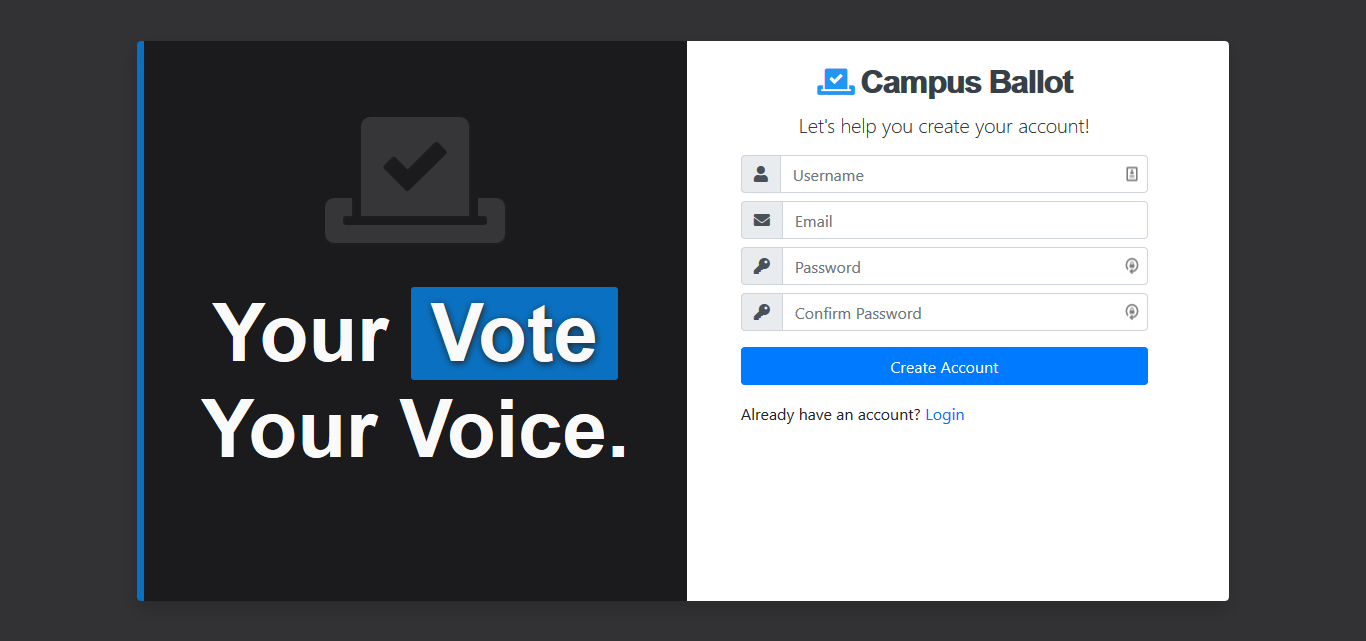 Your Vote
Your Voice.
Campus Ballot
Let's help you create your account!
Username
Email
Password
Confirm Password
Create Account
Already have an account? Login